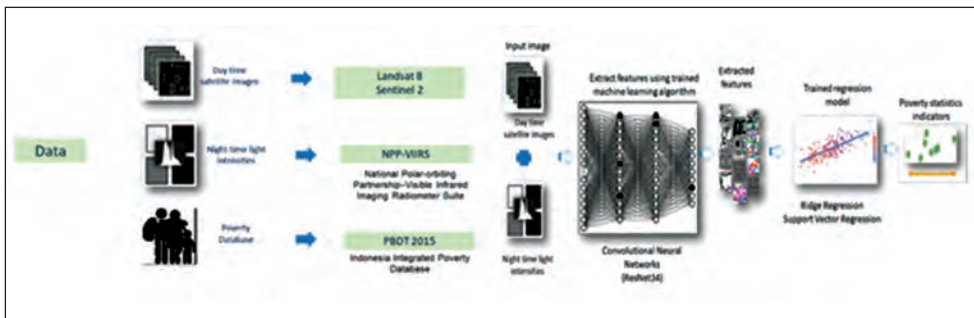 Data
Day time
satellite images
Landsat 8
Sentinel 2
Night time light
intensities
NPP-VIIRS
National Polar-orbiting
Partnership–Visible Infrared
Imaging Radiometer Suite
Poverty
Database
PBDT 2015
Indonesia Integrated Poverty
Database
Input image
Day time
satellite images
Night time light
intensities
Extract features using trained
machine learning algorithm
Convolutional Neural
Networks
(ResNet34)
Extracted
features
Trained regression
model
Ridge Regression
Support Vector Regression
Poverty statistics
indicators